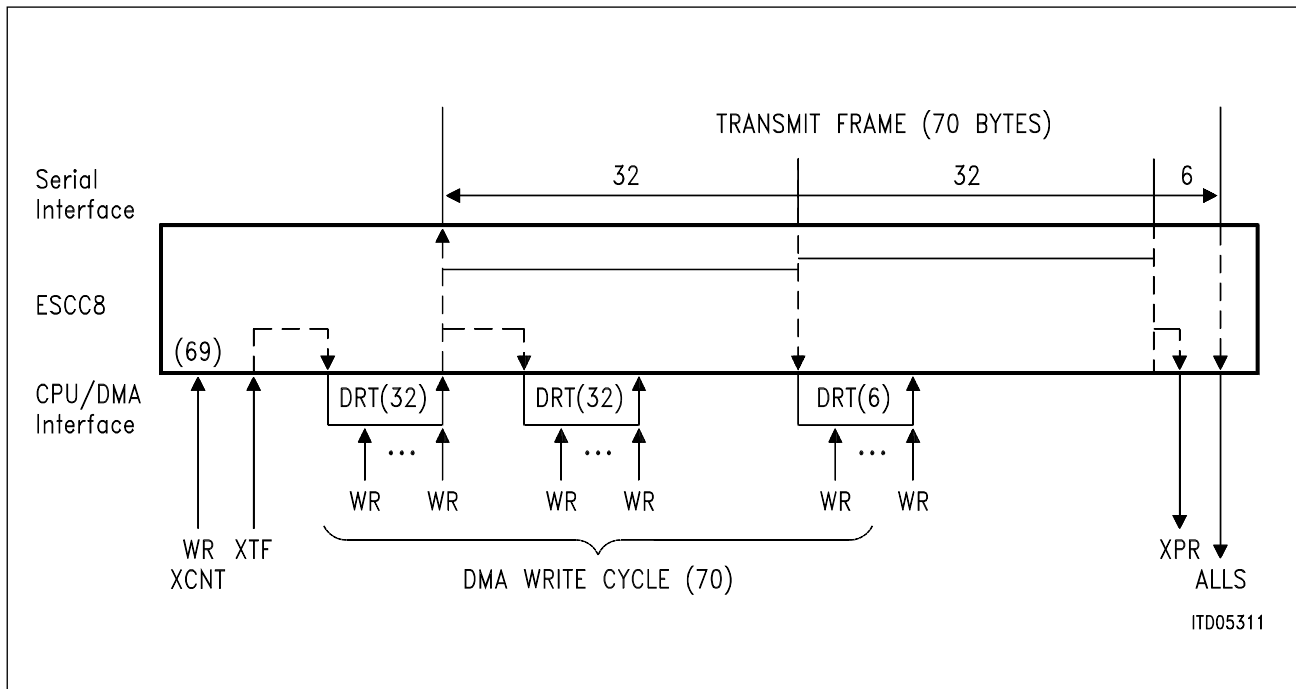 TRANSMIT FRAME (70 BYTES)
Serial
Interface
32
32
6
ESCC8
(69)
CPU/DMA
Interface
DRT(32)
DRT(32)
DRT(6)
...
...
...
WR
WR
WR
WR
WR
WR
WR
XCNT
XTF
XPR
DMA WRITE CYCLE (70)
ALLS
ITD05311